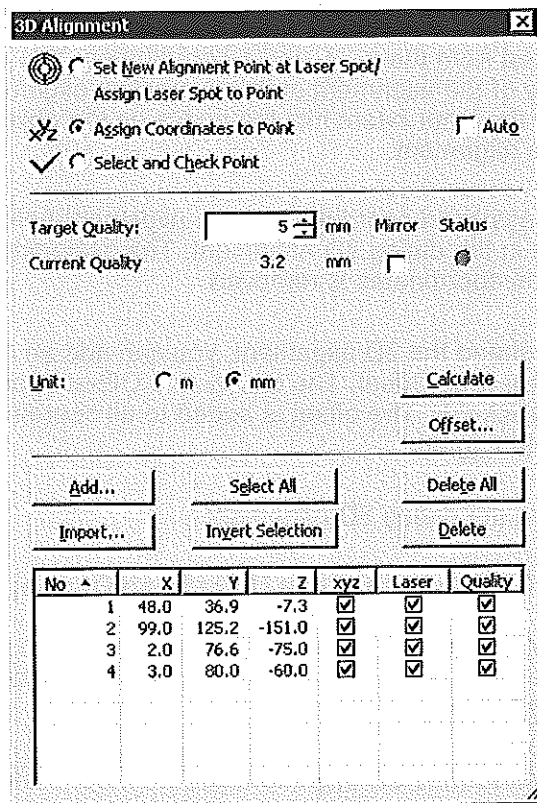 3D Alignment
Set New Alignment Point at Laser Spot/
Assign Laser Spot to Point
xyz Assign Coordinates to Point Auto
Select and Check Point
Target Quality: 5 mm Mirror Status
Current Quality 3.2 mm
Unit: m mm Calculate
Offset...
Add... Select All Delete All
Import... Invert Selection Delete
No X Y Z xyz Laser Quality
1 48.0 36.9 -7.3
2 99.0 125.2 -151.0
3 2.0 76.6 -75.0
4 3.0 80.0 -60.0